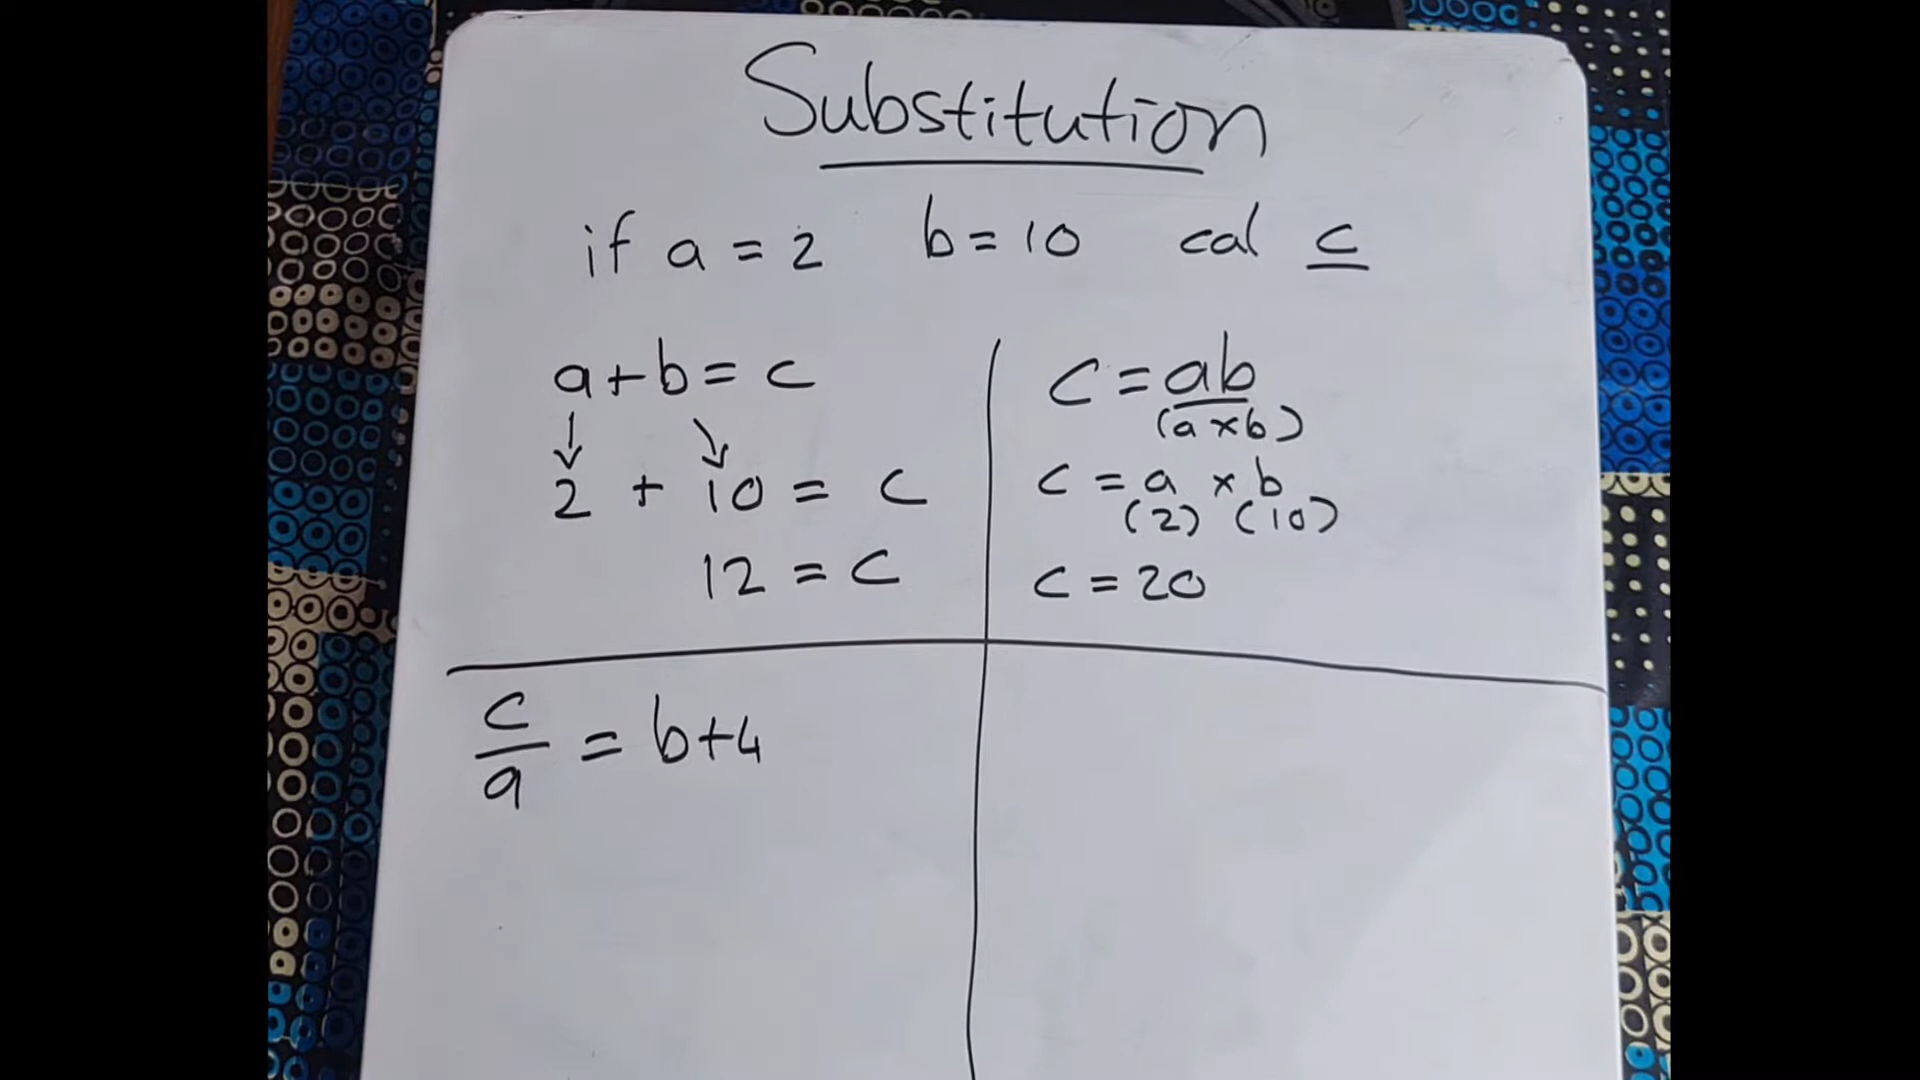 Substitution
if a = 2 b = 10 cal c
a + b = c
↓ ↘
2 + 10 = c
12 = c
c = ab
(a × b)
c = a × b
(2) (10)
c = 20
c
a
= b + 4